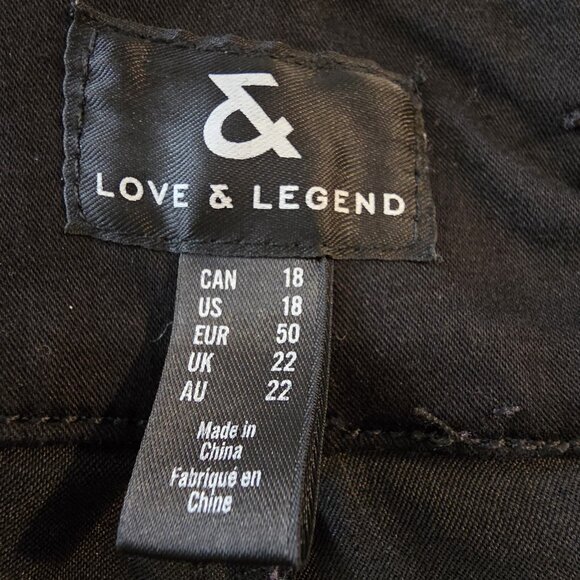 &
LOVE & LEGEND
CAN 18
US 18
EUR 50
UK 22
AU 22
Made in
China
Fabriqué en
Chine